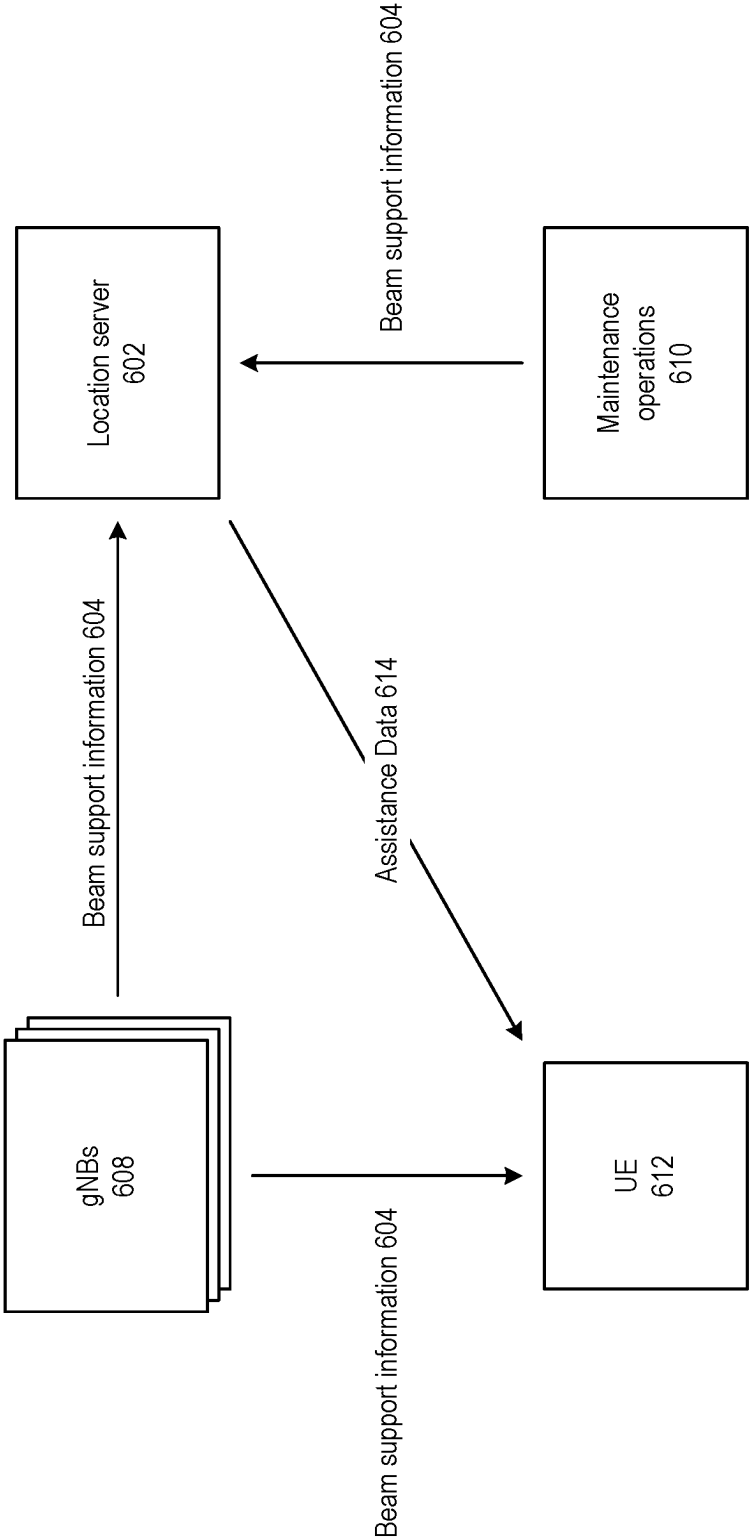 gNBs
608
Beam support information 604
Location server
602
Beam support information 604
Assistance Data 614
Beam support information 604
UE
612
Maintenance
operations
610